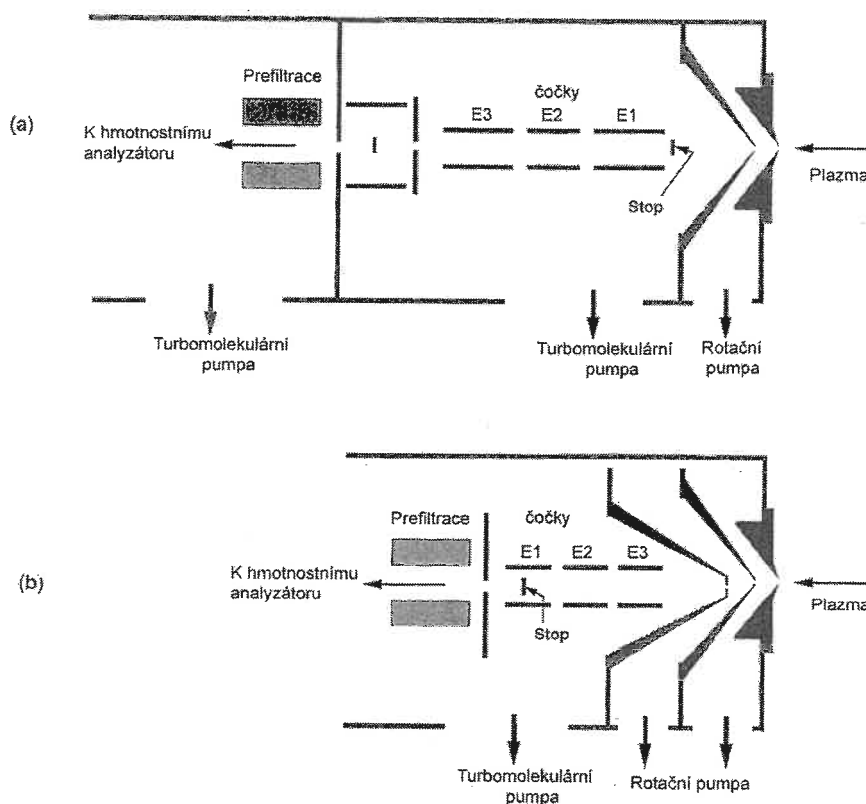 (a)
Prefiltrace
čočky
E3 E2 E1
K hmotnostnímu
analyzátoru
Plazma
Stop
Turbomolekulární
pumpa
Turbomolekulární
pumpa
Rotační
pumpa
(b)
Prefiltrace
čočky
E1 E2 E3
K hmotnostnímu
analyzátoru
Plazma
Stop
Turbomolekulární
pumpa
Rotační pumpa